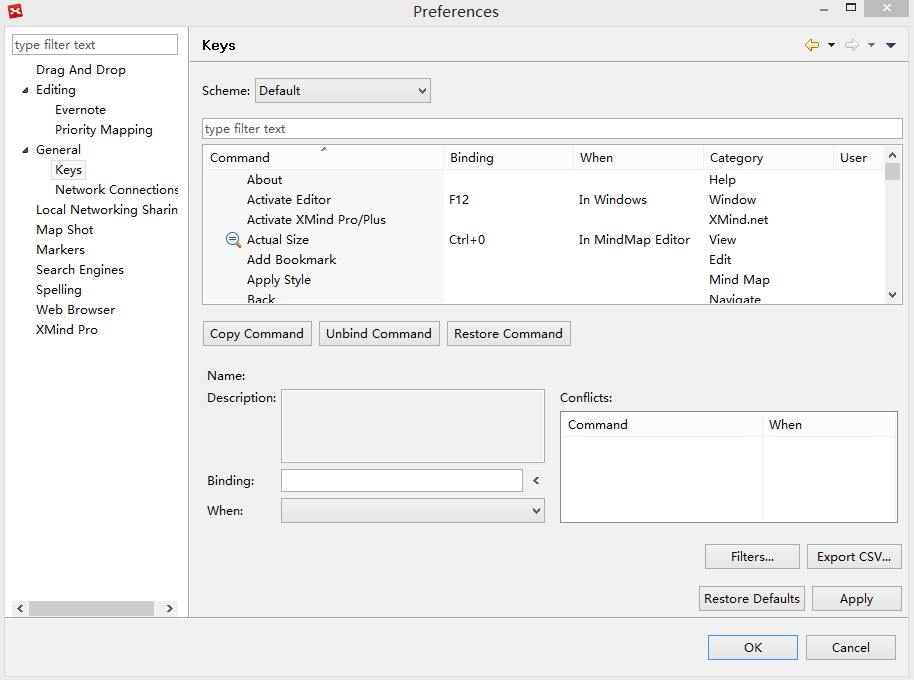 Preferences
type filter text
Drag And Drop
Editing
Evernote
Priority Mapping
General
Keys
Network Connections
Local Networking Sharin
Map Shot
Markers
Search Engines
Spelling
Web Browser
XMind Pro
Keys
Scheme: Default
type filter text
Command Binding When Category User
About Help
Activate Editor F12 In Windows Window
Activate XMind Pro/Plus XMind.net
Actual Size Ctrl+0 In MindMap Editor View
Add Bookmark Edit
Apply Style Mind Map
Back Navigate
Copy Command Unbind Command Restore Command
Name:
Description:
Binding: <
When:
Conflicts:
Command When
Filters... Export CSV...
Restore Defaults Apply
OK Cancel